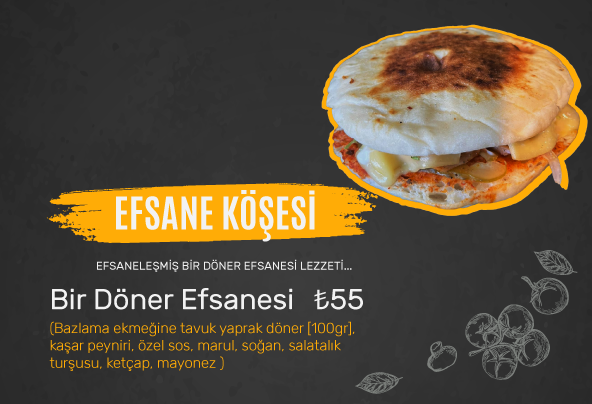 EFSANE KÖŞESİ
EFSANELEŞMİŞ BİR DÖNER EFSANESİ LEZZETİ...
Bir Döner Efsanesi ₺55
(Bazlama ekmeğine tavuk yaprak döner [100gr],
kaşar peyniri, özel sos, marul, soğan, salatalık
turşusu, ketçap, mayonez )